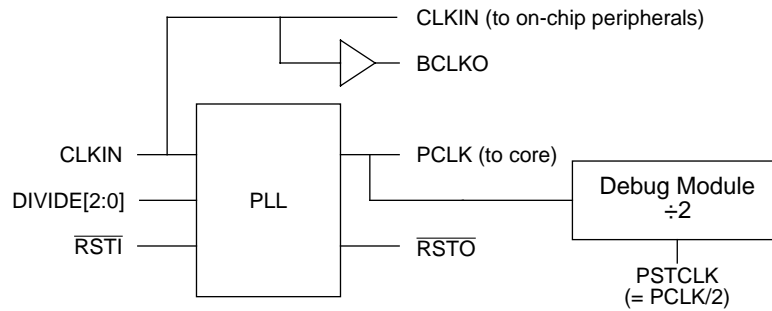 CLKIN (to on-chip peripherals)
BCLKO
CLKIN
PCLK (to core)
DIVIDE[2:0]
PLL
Debug Module
÷2
RSTI
RSTO
PSTCLK
(= PCLK/2)